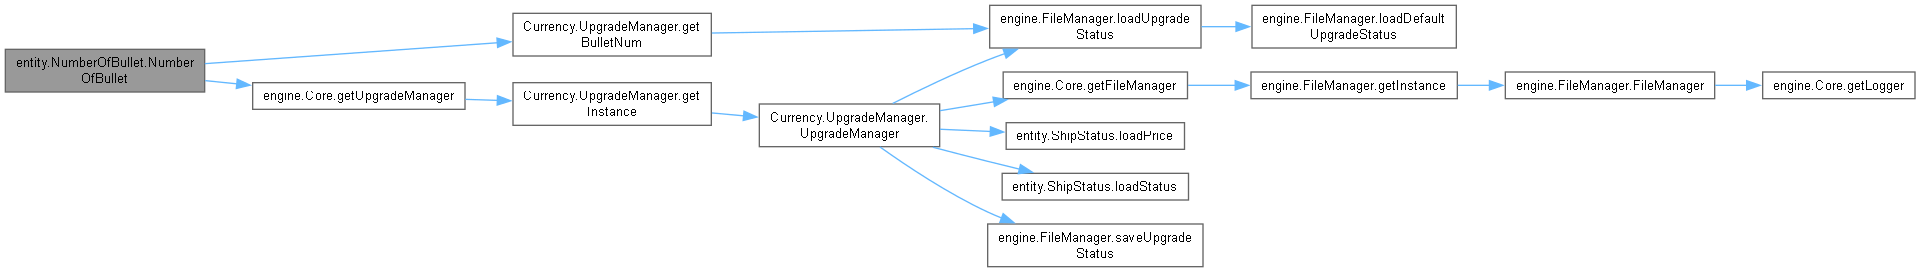 entity.NumberOfBullet.Number
OfBullet
Currency.UpgradeManager.get
BulletNum
engine.Core.getUpgradeManager
Currency.UpgradeManager.get
Instance
Currency.UpgradeManager.
UpgradeManager
engine.FileManager.loadUpgrade
Status
engine.FileManager.loadDefault
UpgradeStatus
engine.Core.getFileManager
engine.FileManager.getInstance
engine.FileManager.FileManager
engine.Core.getLogger
entity.ShipStatus.loadPrice
entity.ShipStatus.loadStatus
engine.FileManager.saveUpgrade
Status